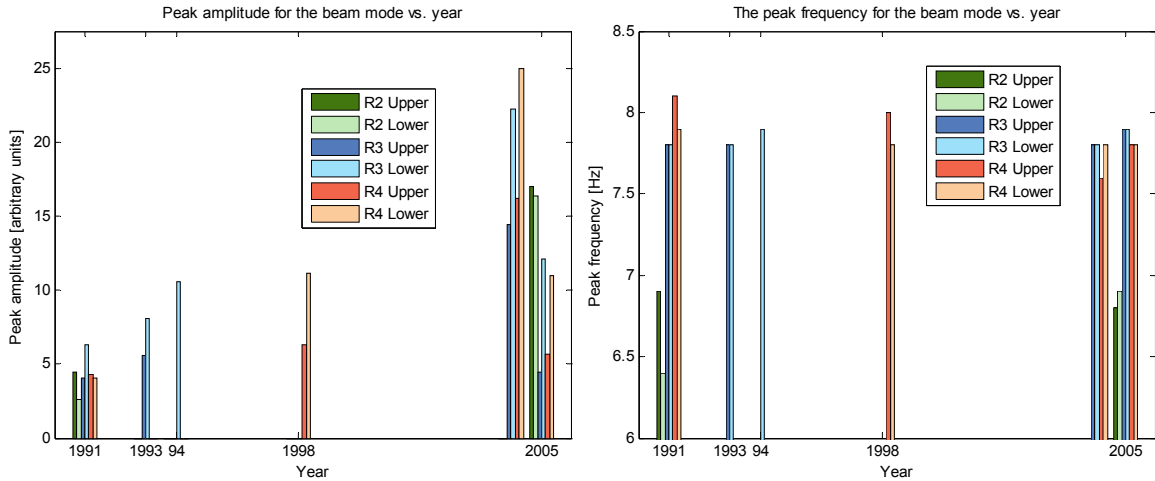 Peak amplitude for the beam mode vs. year
Peak amplitude [arbitrary units]
25
20
15
10
5
0
R2 Upper
R2 Lower
R3 Upper
R3 Lower
R4 Upper
R4 Lower
1991 1993 94 1998 2005
Year
The peak frequency for the beam mode vs. year
Peak frequency [Hz]
8.5
8
7.5
7
6.5
6
R2 Upper
R2 Lower
R3 Upper
R3 Lower
R4 Upper
R4 Lower
1991 1993 94 1998 2005
Year